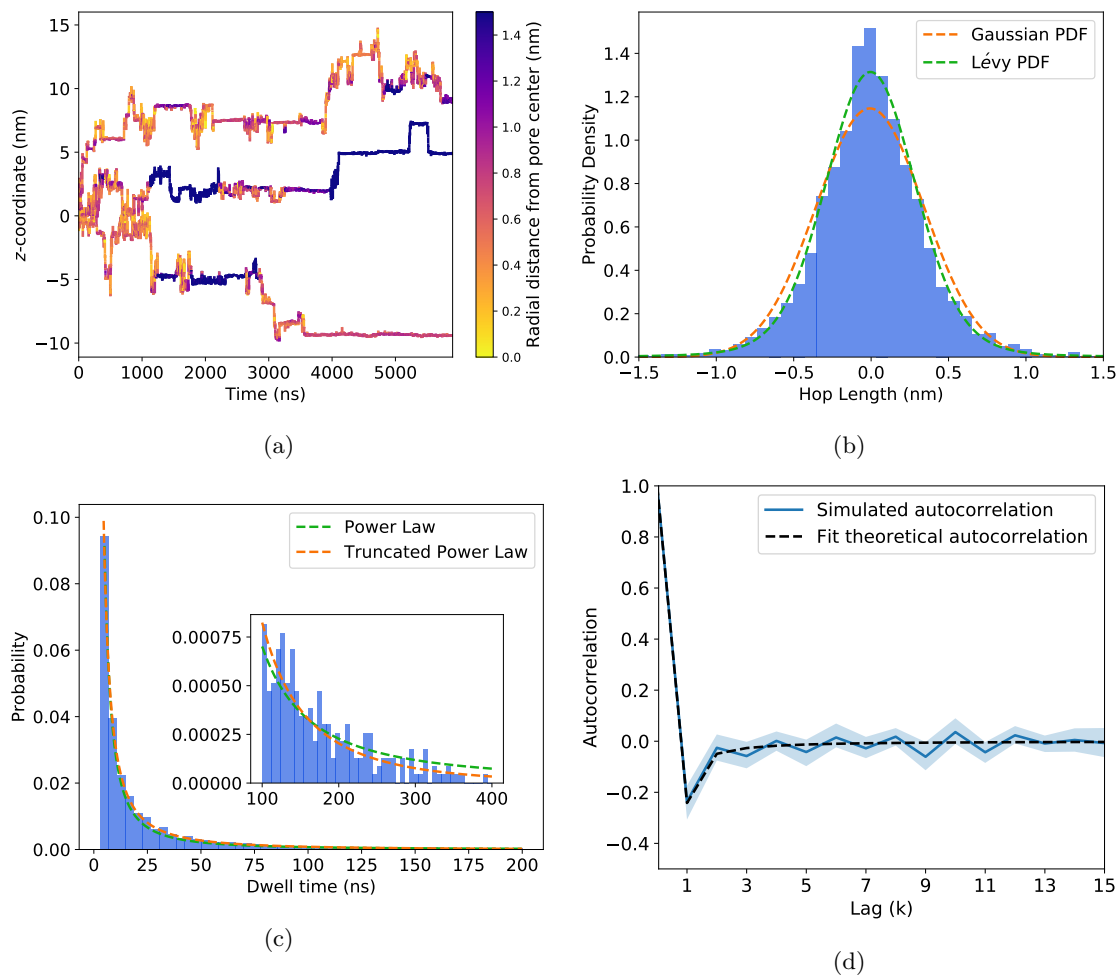 15
10
5
0
−5
−10
z-coordinate (nm)
0 1000 2000 3000 4000 5000
Time (ns)
1.4
1.2
1.0
0.8
0.6
0.4
0.2
0.0
Radial distance from pore center (nm)
(a)
1.4
1.2
1.0
0.8
0.6
0.4
0.2
0.0
Probability Density
Gaussian PDF
Lévy PDF
−1.5 −1.0 −0.5 0.0 0.5 1.0 1.5
Hop Length (nm)
(b)
0.10
0.08
0.06
0.04
0.02
0.00
Probability
Power Law
Truncated Power Law
0.00075
0.00050
0.00025
0.00000
100 200 300 400
0 25 50 75 100 125 150 175 200
Dwell time (ns)
(c)
1.0
0.8
0.6
0.4
0.2
0.0
−0.2
−0.4
Autocorrelation
Simulated autocorrelation
Fit theoretical autocorrelation
1 3 5 7 9 11 13 15
Lag (k)
(d)